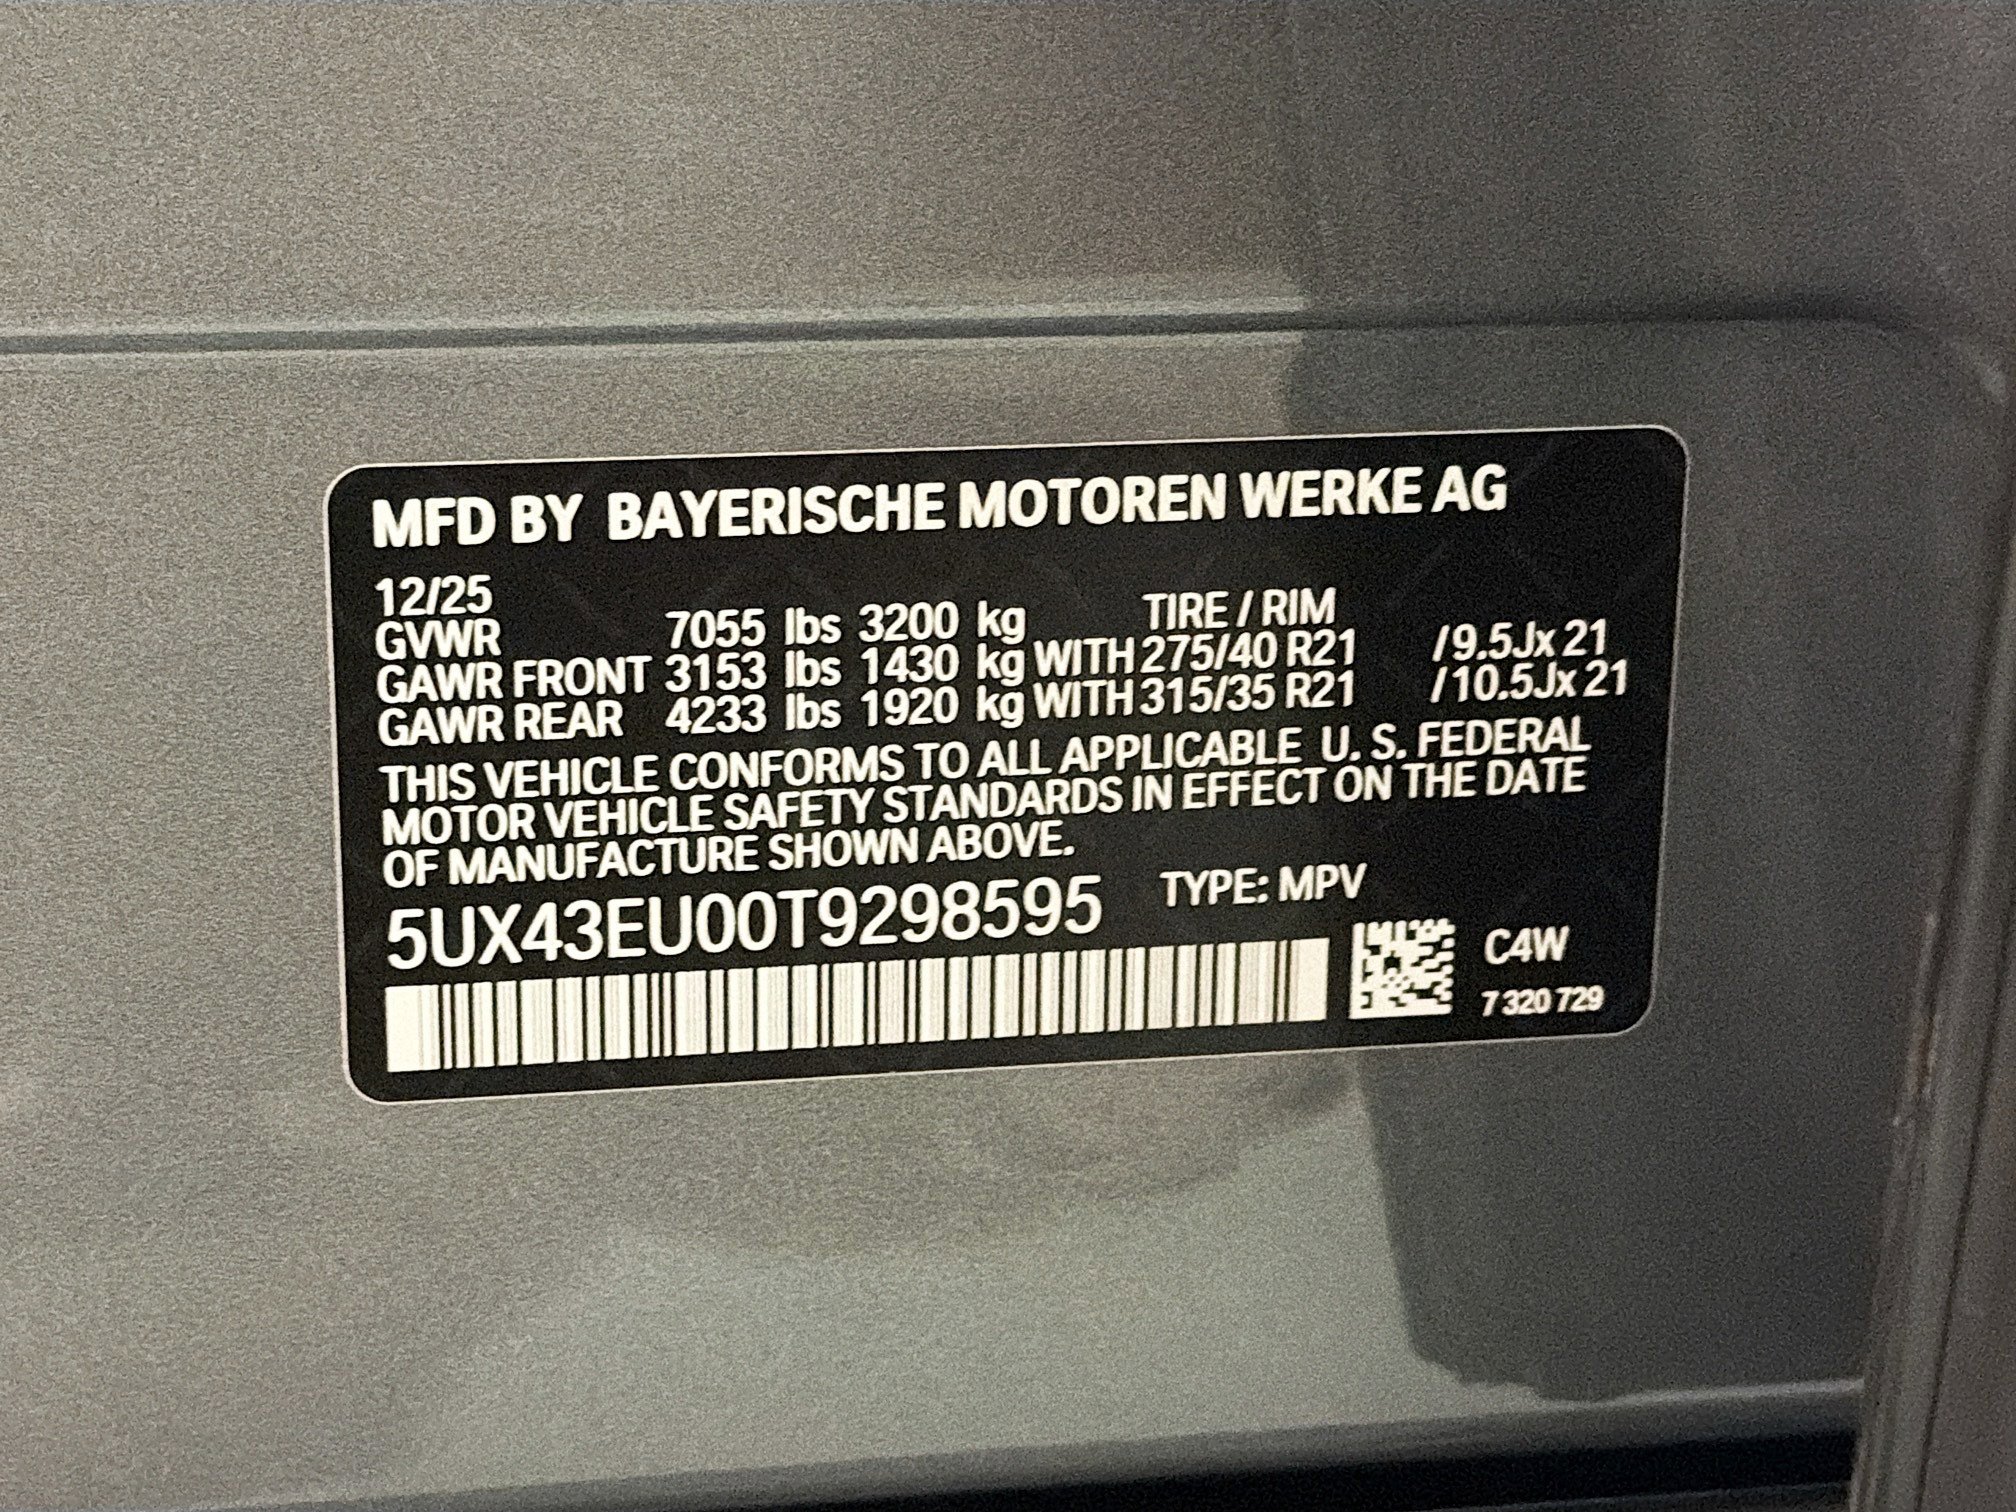 MFD BY BAYERISCHE MOTOREN WERKE AG
12/25 TIRE / RIM
GVWR 7055 lbs 3200 kg
GAWR FRONT 3153 lbs 1430 kg WITH 275/40 R21 /9.5Jx 21
GAWR REAR 4233 lbs 1920 kg WITH 315/35 R21 /10.5Jx 21
THIS VEHICLE CONFORMS TO ALL APPLICABLE U. S. FEDERAL
MOTOR VEHICLE SAFETY STANDARDS IN EFFECT ON THE DATE
OF MANUFACTURE SHOWN ABOVE.
5UX43EU00T9298595 TYPE: MPV
C4W
7 320 729